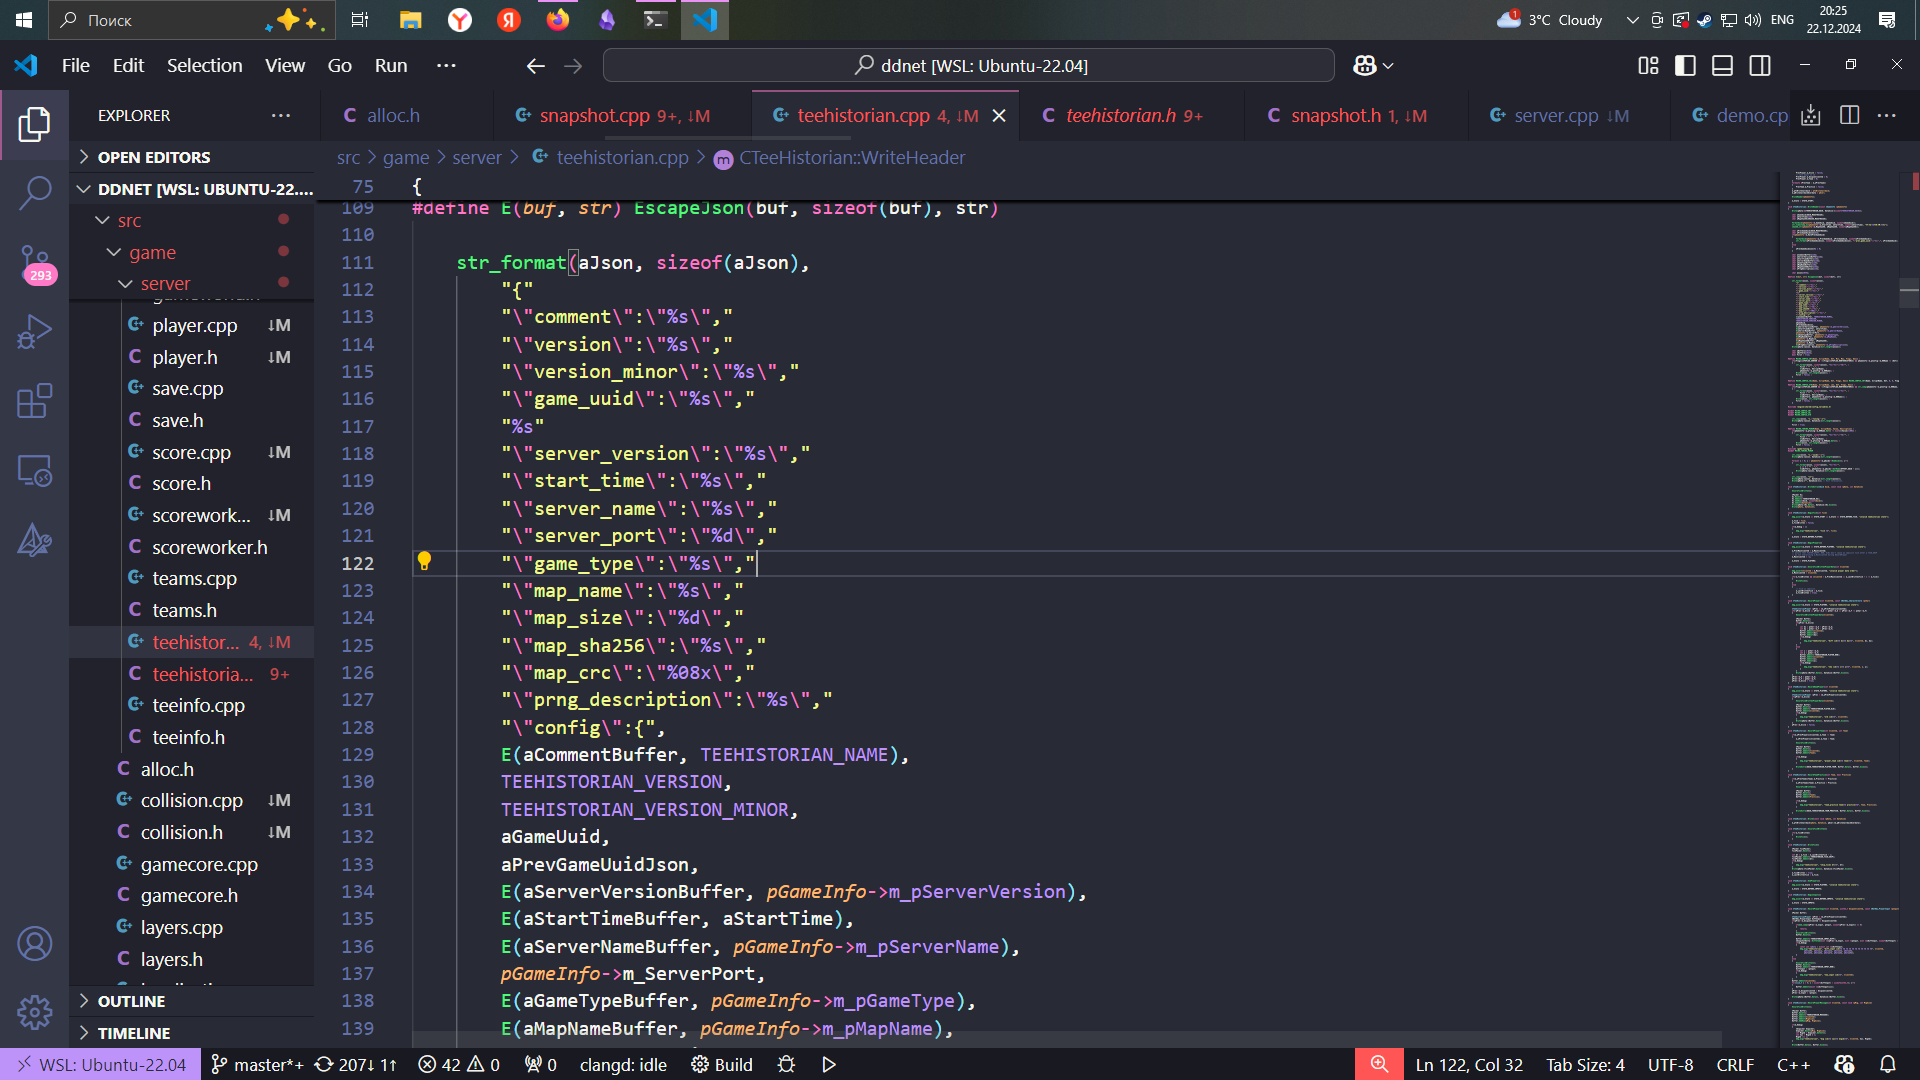 Поиск
3°C Cloudy
ENG
20:25
22.12.2024
File Edit Selection View Go Run ···
ddnet [WSL: Ubuntu-22.04]
EXPLORER
alloc.h
snapshot.cpp 9+, ↓M
teehistorian.cpp 4, ↓M
teehistorian.h 9+
snapshot.h 1, ↓M
server.cpp ↓M
demo.cp
OPEN EDITORS
DDNET [WSL: UBUNTU-22....
src
game
server
player.cpp ↓M
player.h ↓M
save.cpp
save.h
score.cpp ↓M
score.h
scorework... ↓M
scoreworker.h
teams.cpp
teams.h
teehistor... 4, ↓M
teehistoria... 9+
teeinfo.cpp
teeinfo.h
alloc.h
collision.cpp ↓M
collision.h ↓M
gamecore.cpp
gamecore.h
layers.cpp
layers.h
OUTLINE
TIMELINE
293
src > game > server > teehistorian.cpp > CTeeHistorian::WriteHeader
75 {
109 #define E(buf, str) EscapeJson(buf, sizeof(buf), str)
110
111 str_format(aJson, sizeof(aJson),
112 "{"
113 "\"comment\":\"%s\","
114 "\"version\":\"%s\","
115 "\"version_minor\":\"%s\","
116 "\"game_uuid\":\"%s\","
117 "%s"
118 "\"server_version\":\"%s\","
119 "\"start_time\":\"%s\","
120 "\"server_name\":\"%s\","
121 "\"server_port\":\"%d\","
122 "\"game_type\":\"%s\","
123 "\"map_name\":\"%s\","
124 "\"map_size\":\"%d\","
125 "\"map_sha256\":\"%s\","
126 "\"map_crc\":\"%08x\","
127 "\"prng_description\":\"%s\","
128 "\"config\":{",
129 E(aCommentBuffer, TEEHISTORIAN_NAME),
130 TEEHISTORIAN_VERSION,
131 TEEHISTORIAN_VERSION_MINOR,
132 aGameUuid,
133 aPrevGameUuidJson,
134 E(aServerVersionBuffer, pGameInfo->m_pServerVersion),
135 E(aStartTimeBuffer, aStartTime),
136 E(aServerNameBuffer, pGameInfo->m_pServerName),
137 pGameInfo->m_ServerPort,
138 E(aGameTypeBuffer, pGameInfo->m_pGameType),
139 E(aMapNameBuffer, pGameInfo->m_pMapName),
WSL: Ubuntu-22.04
master*+ 207↓ 1↑
42 0
0
clangd: idle
Build
Ln 122, Col 32
Tab Size: 4
UTF-8
CRLF
C++